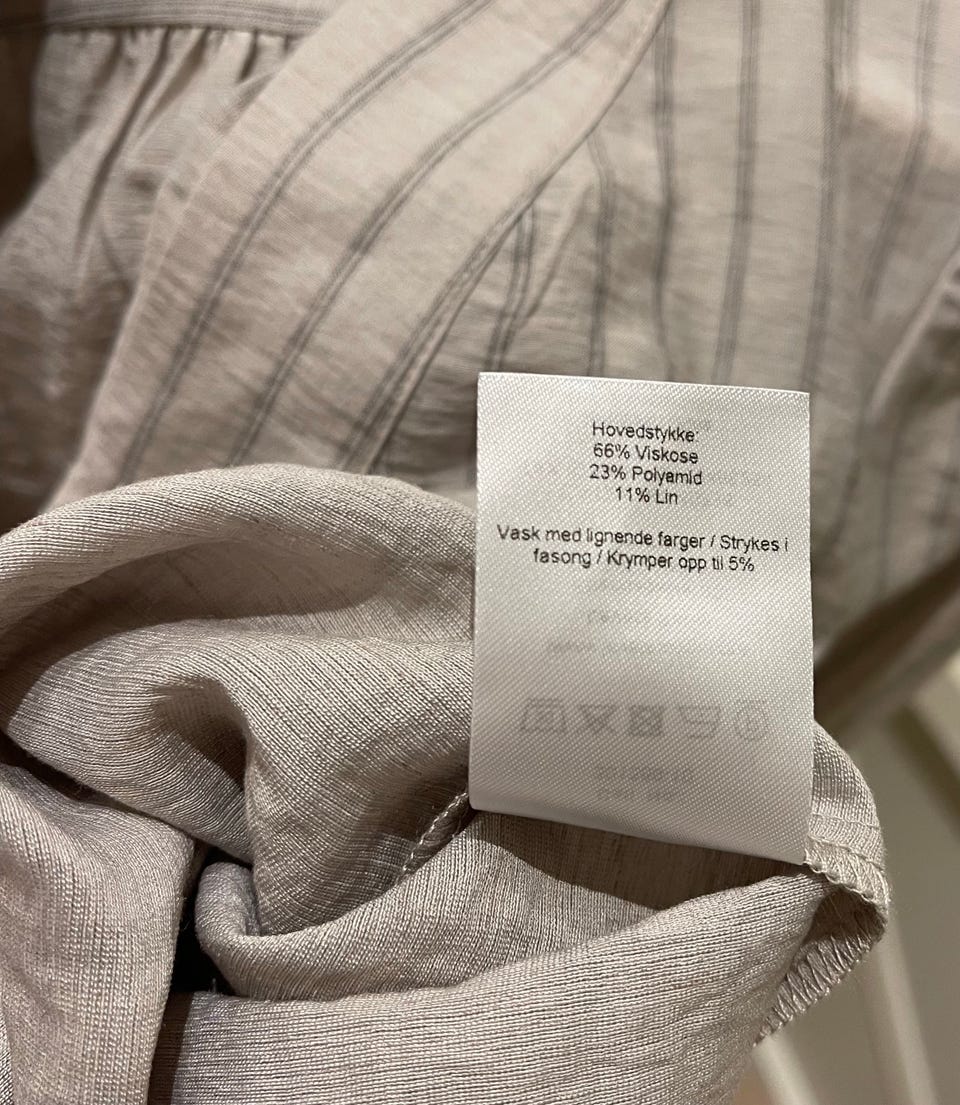 Hovedstykke:
66% Viskose
23% Polyamid
11% Lin
Vask med lignende farger / Strykes i
fasong / Krymper opp til 5%